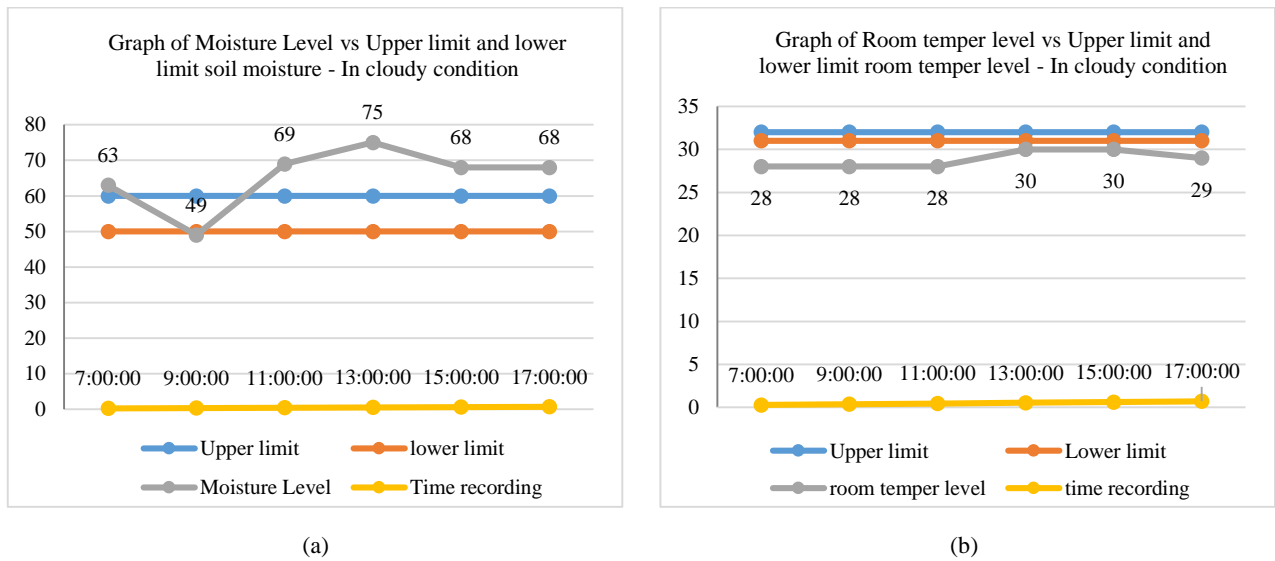 Graph of Moisture Level vs Upper limit and lower
limit soil moisture - In cloudy condition
80
70
60
50
40
30
20
10
0
63
49
69
75
68
68
7:00:00 9:00:00 11:00:00 13:00:00 15:00:00 17:00:00
Upper limit lower limit
Moisture Level Time recording
(a)
Graph of Room temper level vs Upper limit and
lower limit room temper level - In cloudy condition
35
30
25
20
15
10
5
0
28
28
28
30
30
29
7:00:00 9:00:00 11:00:00 13:00:00 15:00:00 17:00:00
Upper limit Lower limit
room temper level time recording
(b)